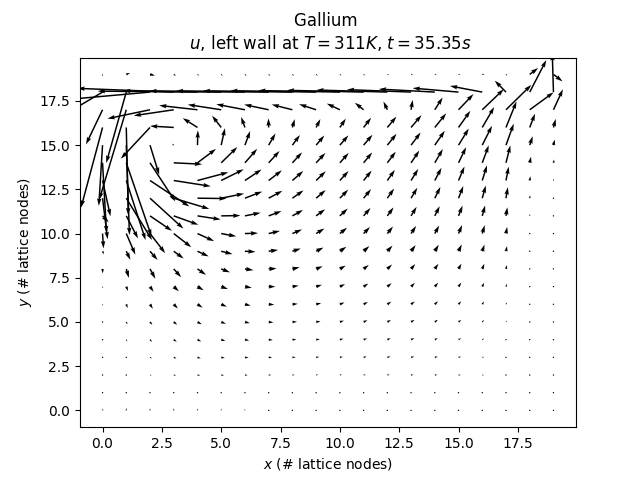 Gallium
u, left wall at T = 311K, t = 35.35s
17.5
15.0
12.5
10.0
7.5
5.0
2.5
0.0
y (# lattice nodes)
0.0 2.5 5.0 7.5 10.0 12.5 15.0 17.5
x (# lattice nodes)